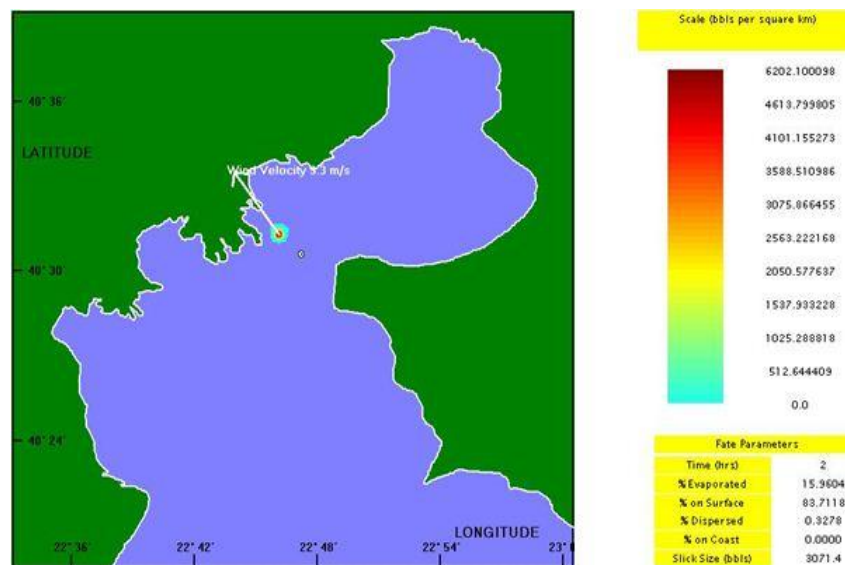 Scale (bbls per square km)
6202.100098
4613.799805
4101.155273
3588.510986
3075.866455
2563.222168
2050.577637
1537.933228
1025.288818
512.644409
0.0
40° 36'
LATITUDE
Wind Velocity 5.3 m/s
40° 30'
40° 24'
LONGITUDE
22° 36' 22° 42' 22° 48' 22° 54' 23° 0
Fate Parameters
Time (hrs) 2
% Evaporated 15.9604
% on Surface 83.7118
% Dispersed 0.3278
% on Coast 0.0000
Slick Size (bbls) 3071.4